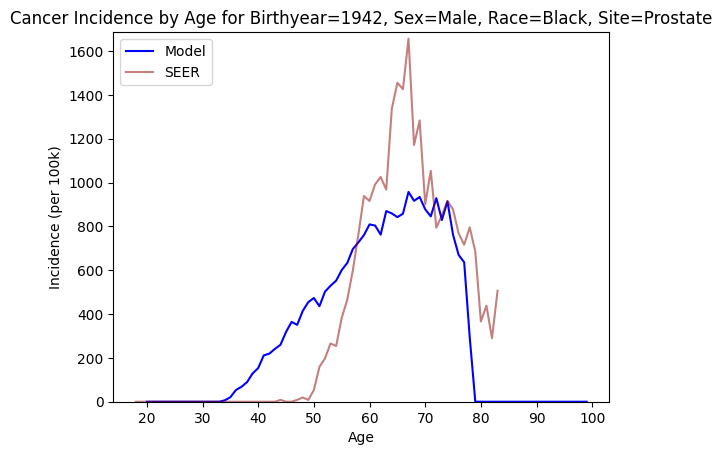 Cancer Incidence by Age for Birthyear=1942, Sex=Male, Race=Black, Site=Prostate
Model
SEER
Incidence (per 100k)
1600
1400
1200
1000
800
600
400
200
0
20 30 40 50 60 70 80 90 100
Age